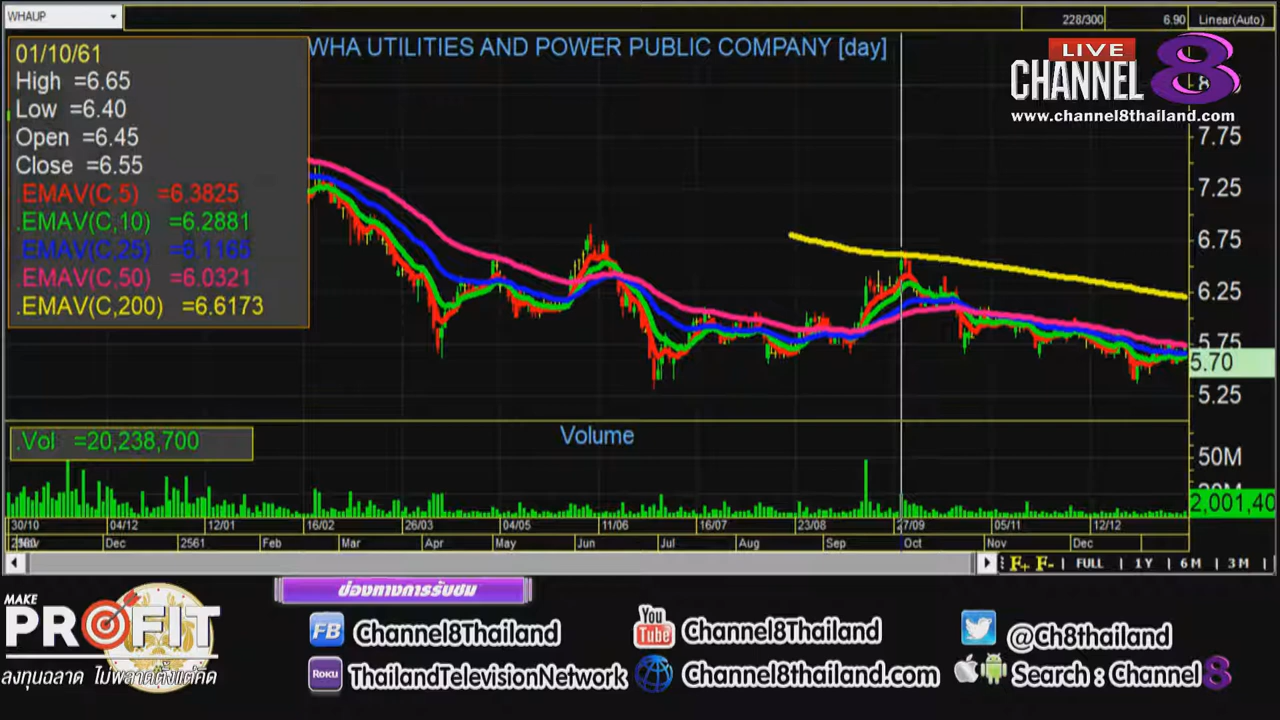 WHAUP
228/300
6.90
Linear(Auto)
WHA UTILITIES AND POWER PUBLIC COMPANY [day]
LIVE
CHANNEL 8
www.channel8thailand.com
01/10/61
High =6.65
Low =6.40
Open =6.45
Close =6.55
.EMAV(C,5) =6.3825
.EMAV(C,10) =6.2881
.EMAV(C,25) =6.1165
.EMAV(C,50) =6.0321
.EMAV(C,200) =6.6173
7.75
7.25
6.75
6.25
5.75
5.70
5.25
.Vol =20,238,700
Volume
50M
2,001,40
30/10 04/12 12/01 16/02 26/03 04/05 11/06 16/07 23/08 27/09 05/11 12/12
Dec 2561 Feb Mar Apr May Jun Jul Aug Sep Oct Nov Dec
F+ F- | FULL | 1Y | 6M | 3M |
MAKE
PROFIT
ลงทุนฉลาด ไม่พลาดตั้งแต่คิด
ช่องทางการรับชม
FB Channel8Thailand
You Tube Channel8Thailand
@Ch8thailand
Roku ThailandTelevisionNetwork
Channel8thailand.com
Search : Channel 8